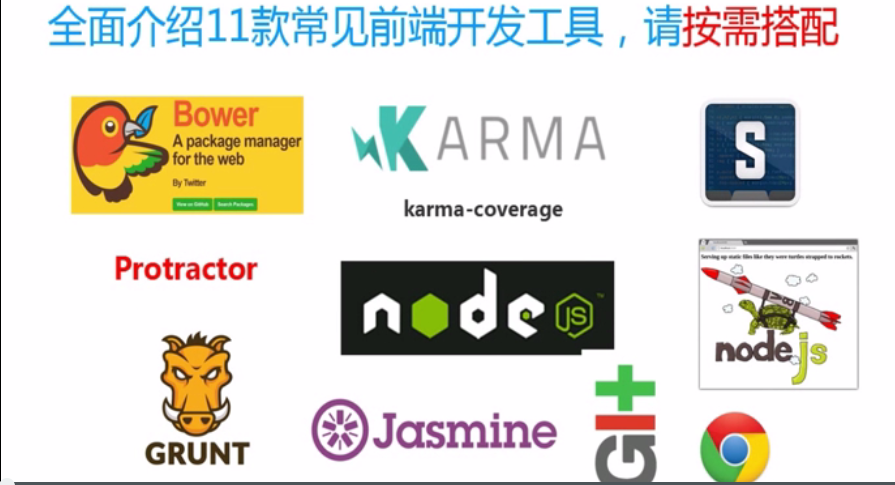 全面介绍11款常见前端开发工具，请按需搭配
Bower
A package manager
for the web
By Twitter
View on GitHub
Search Packages
KARMA
karma-coverage
S
Protractor
node JS™
Serving up static files like they were turtles strapped to rockets.
node js
GRUNT
Jasmine
GIt